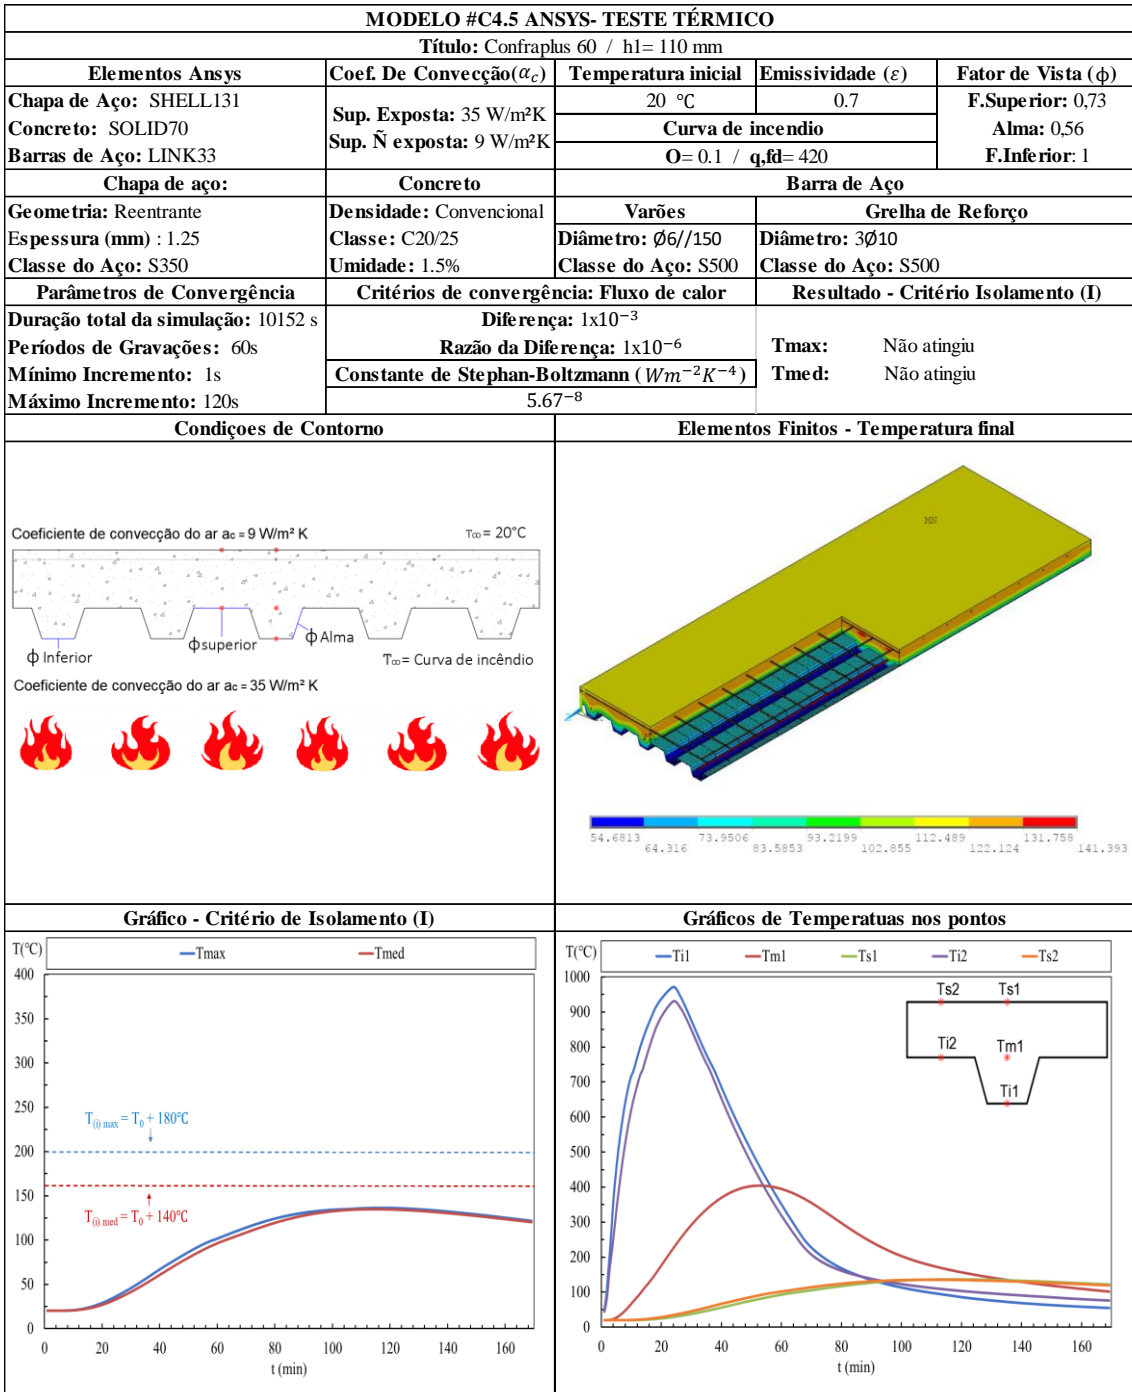 MODELO #C4.5 ANSYS- TESTE TÉRMICO
Título: Confraplus 60 / h1= 110 mm
Elementos Ansys
Chapa de Aço: SHELL131
Concreto: SOLID70
Barras de Aço: LINK33
Coef. De Convecção(α_c)
Sup. Exposta: 35 W/m²K
Sup. Ñ exposta: 9 W/m²K
Temperatura inicial
20 °C
Emissividade (ε)
0.7
Curva de incendio
O= 0.1 / q,fd= 420
Fator de Vista (ϕ)
F.Superior: 0,73
Alma: 0,56
F.Inferior: 1
Chapa de aço:
Geometria: Reentrante
Espessura (mm) : 1.25
Classe do Aço: S350
Concreto
Densidade: Convencional
Classe: C20/25
Umidade: 1.5%
Barra de Aço
Varões
Diâmetro: Ø6//150
Classe do Aço: S500
Grelha de Reforço
Diâmetro: 3Ø10
Classe do Aço: S500
Parâmetros de Convergência
Duração total da simulação: 10152 s
Períodos de Gravações: 60s
Mínimo Incremento: 1s
Máximo Incremento: 120s
Critérios de convergência: Fluxo de calor
Diferença: 1x10⁻³
Razão da Diferença: 1x10⁻⁶
Constante de Stephan-Boltzmann (Wm⁻²K⁻⁴)
5.67⁻⁸
Resultado - Critério Isolamento (I)
Tmax: Não atingiu
Tmed: Não atingiu
Condiçoes de Contorno
Coeficiente de convecção do ar ac = 9 W/m² K
T∞= 20°C
ϕ Inferior
ϕsuperior
ϕ Alma
T∞= Curva de incêndio
Coeficiente de convecção do ar ac = 35 W/m² K
Elementos Finitos - Temperatura final
MN
54.6813 73.9506 93.2199 112.489 131.758
64.316 83.5853 102.855 122.124 141.393
Gráfico - Critério de Isolamento (I)
T(°C)
Tmax Tmed
400
350
300
250
200
150
100
50
0
T(i) max = T0 + 180°C
T(i) med = T0 + 140°C
0 20 40 60 80 100 120 140 160
t (min)
Gráficos de Temperatuas nos pontos
T(°C)
Ti1 Tm1 Ts1 Ti2 Ts2
1000
900
800
700
600
500
400
300
200
100
0
Ts2 Ts1
Ti2 Tm1
Ti1
0 20 40 60 80 100 120 140 160
t (min)